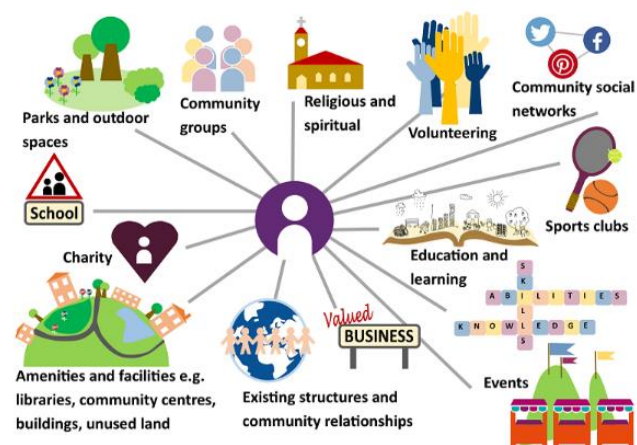 Parks and outdoor
spaces
Community
groups
Religious and
spiritual
Volunteering
Community social
networks
School
Charity
Education and
learning
Sports clubs
SKILLS
ABILITIES
KNOWLEDGE
Amenities and facilities e.g.
libraries, community centres,
buildings, unused land
Existing structures and
community relationships
Valued
BUSINESS
Events